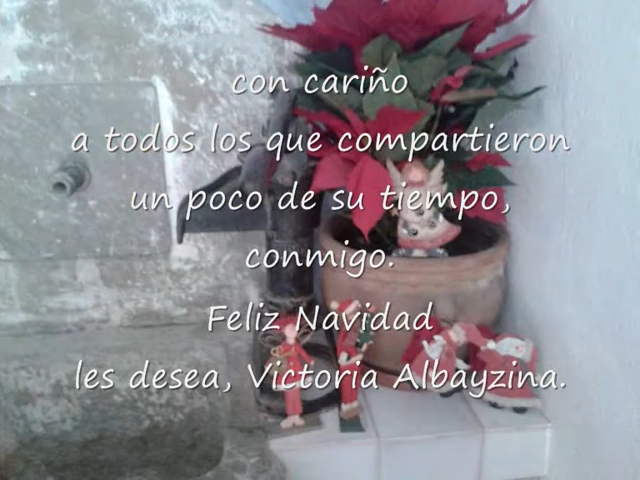 con cariño
a todos los que compartieron
un poco de su tiempo,
conmigo.
Feliz Navidad
les desea, Victoria Albayzina.